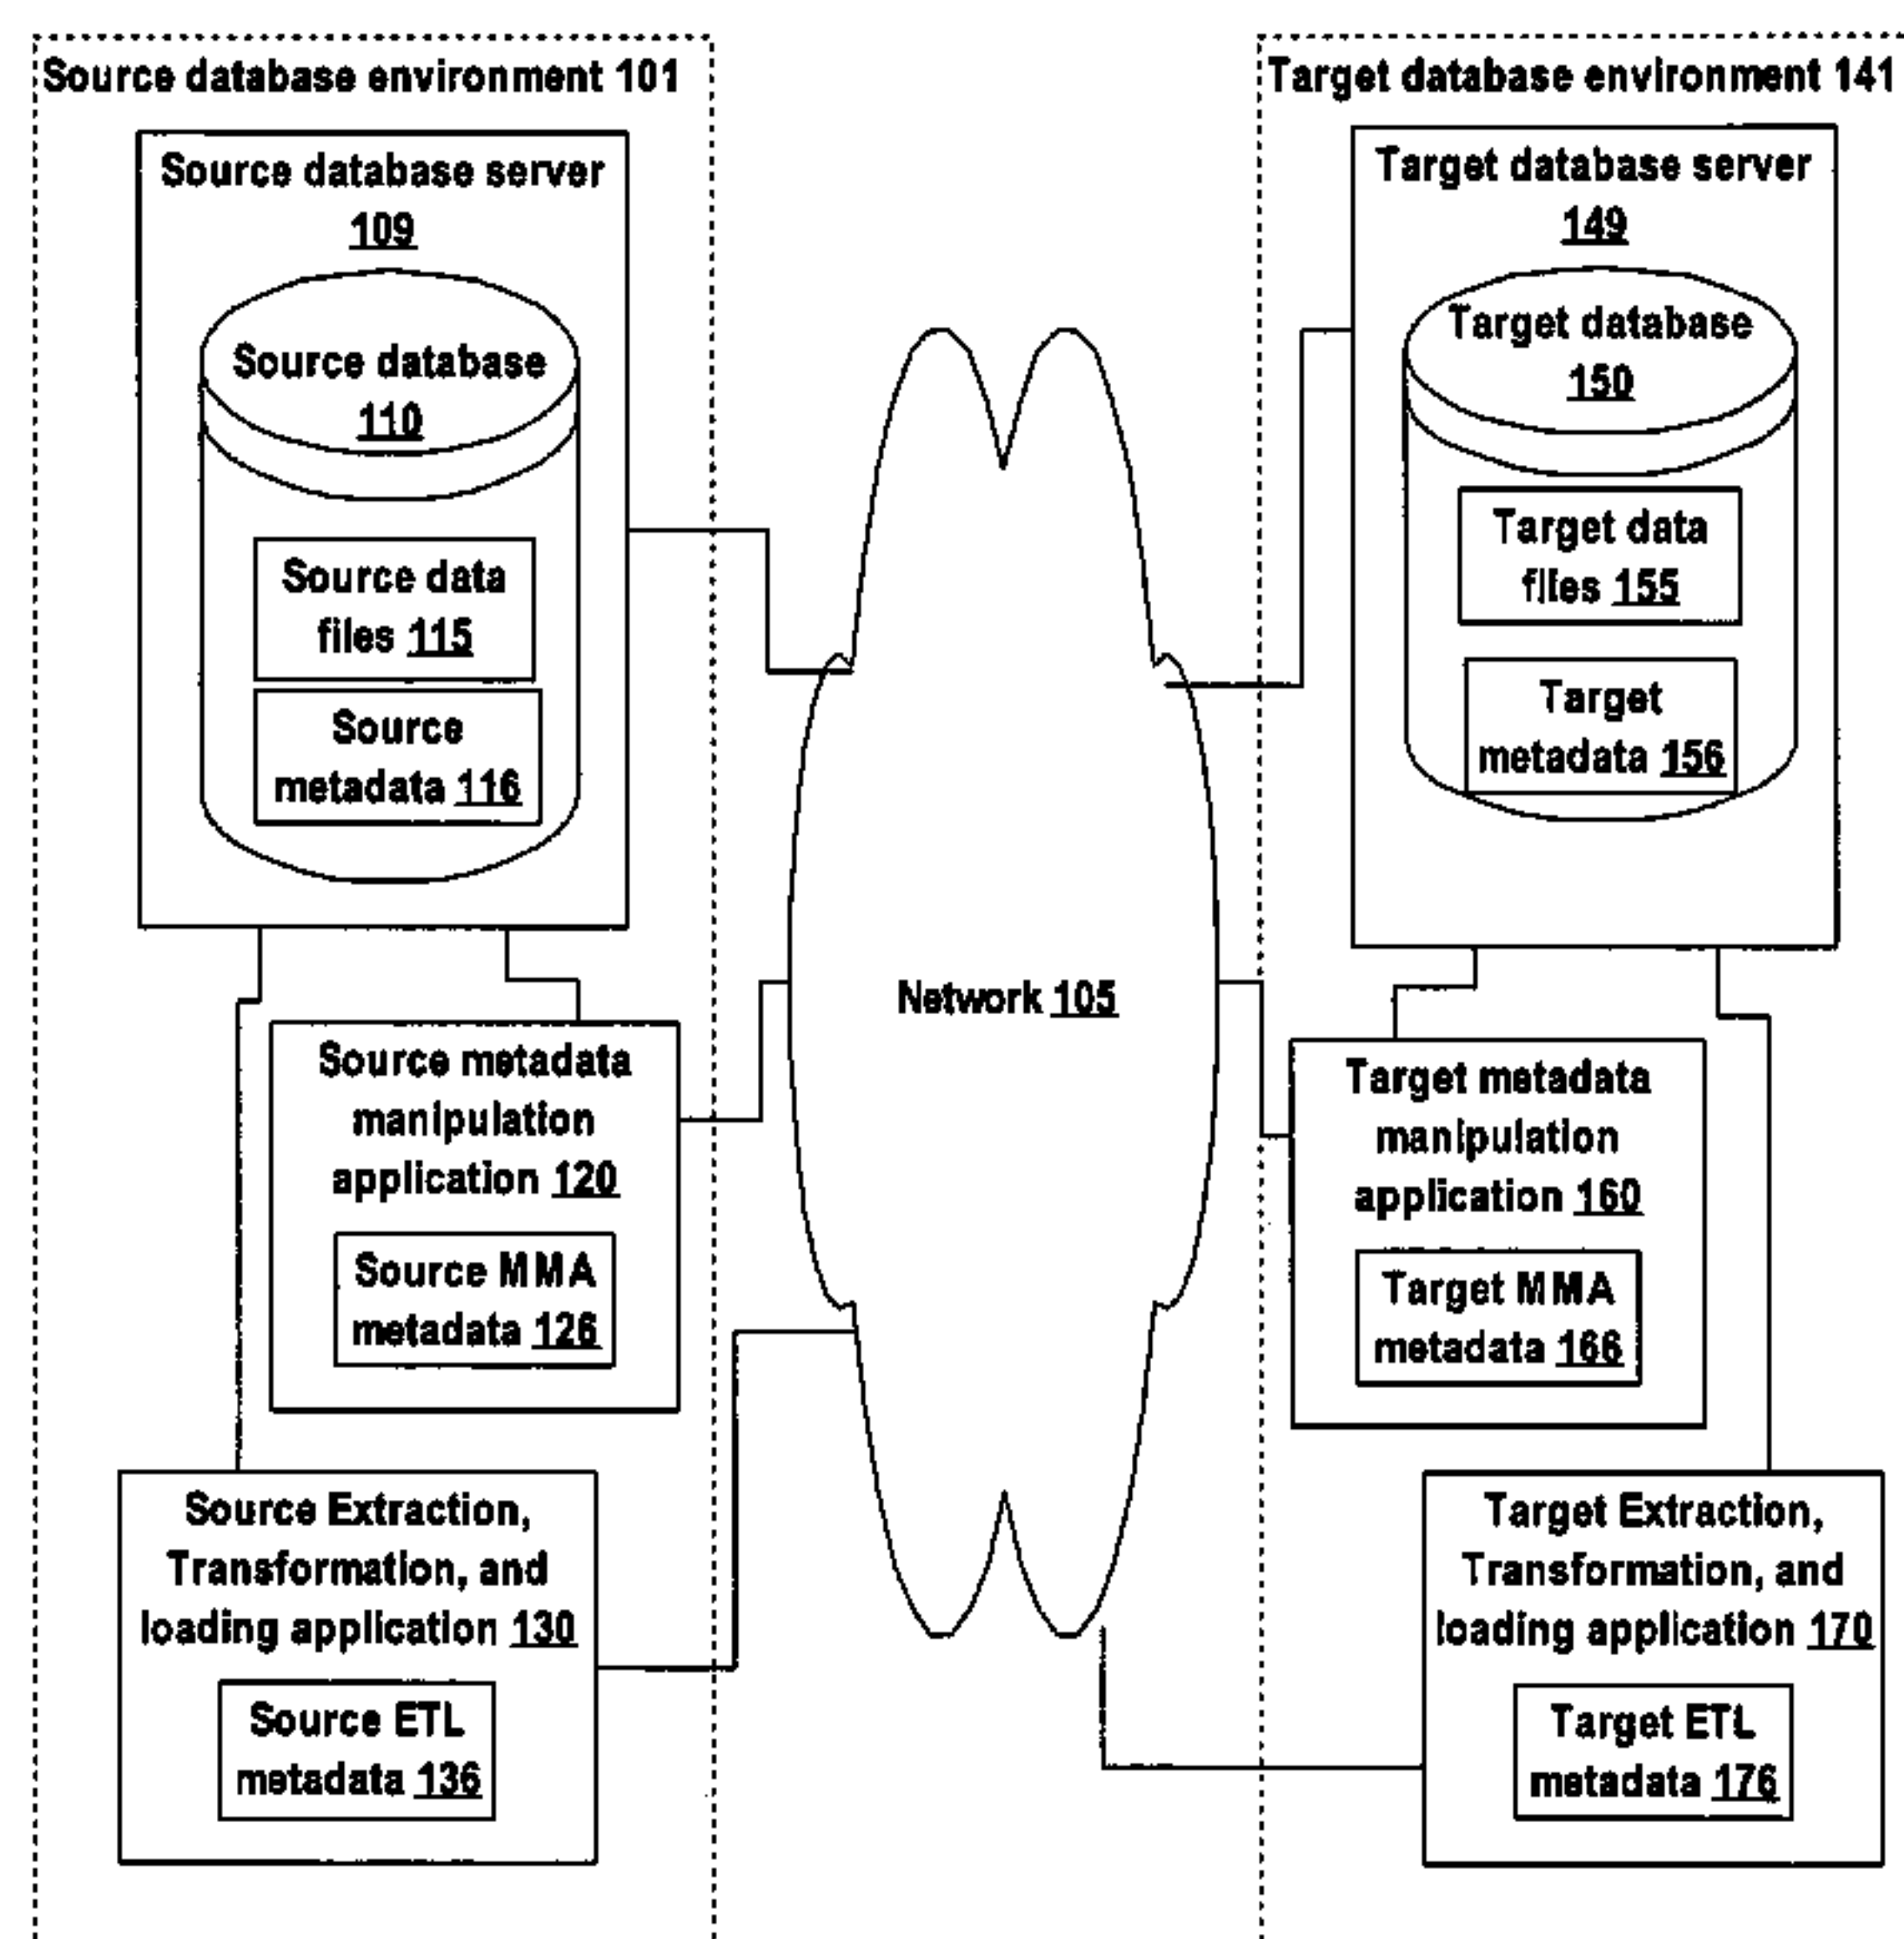 Source database environment 101
Source database server
109
Source database
110
Source data
files 115
Source
metadata 116
Source metadata
manipulation
application 120
Source MMA
metadata 126
Source Extraction,
Transformation, and
loading application 130
Source ETL
metadata 136
Network 105
Target database environment 141
Target database server
149
Target database
150
Target data
files 155
Target
metadata 156
Target metadata
manipulation
application 160
Target MMA
metadata 166
Target Extraction,
Transformation, and
loading application 170
Target ETL
metadata 176